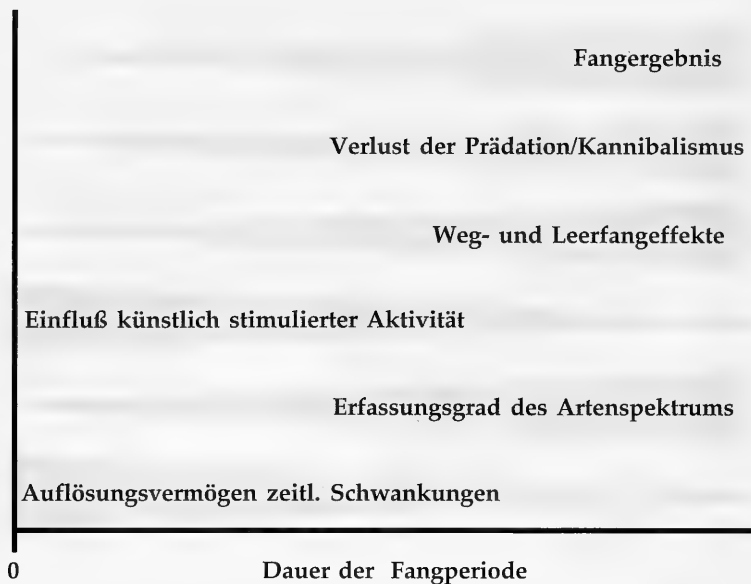 Fangergebnis
Verlust der Prädation/Kannibalismus
Weg- und Leerfangeffekte
Einfluß künstlich stimulierter Aktivität
Erfassungsgrad des Artenspektrums
Auflösungsvermögen zeitl. Schwankungen
0 Dauer der Fangperiode